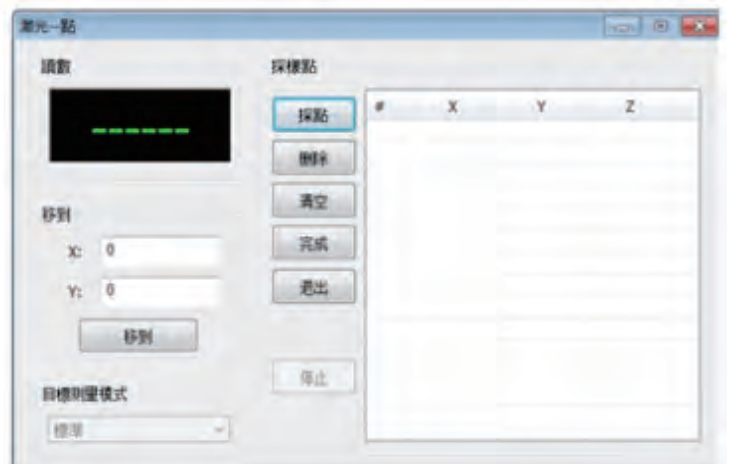 激光一點
讀數
------
移到
X: 0
Y: 0
移到
目標測量模式
標準
採樣點
採點
刪除
清空
完成
退出
停止
# X Y Z